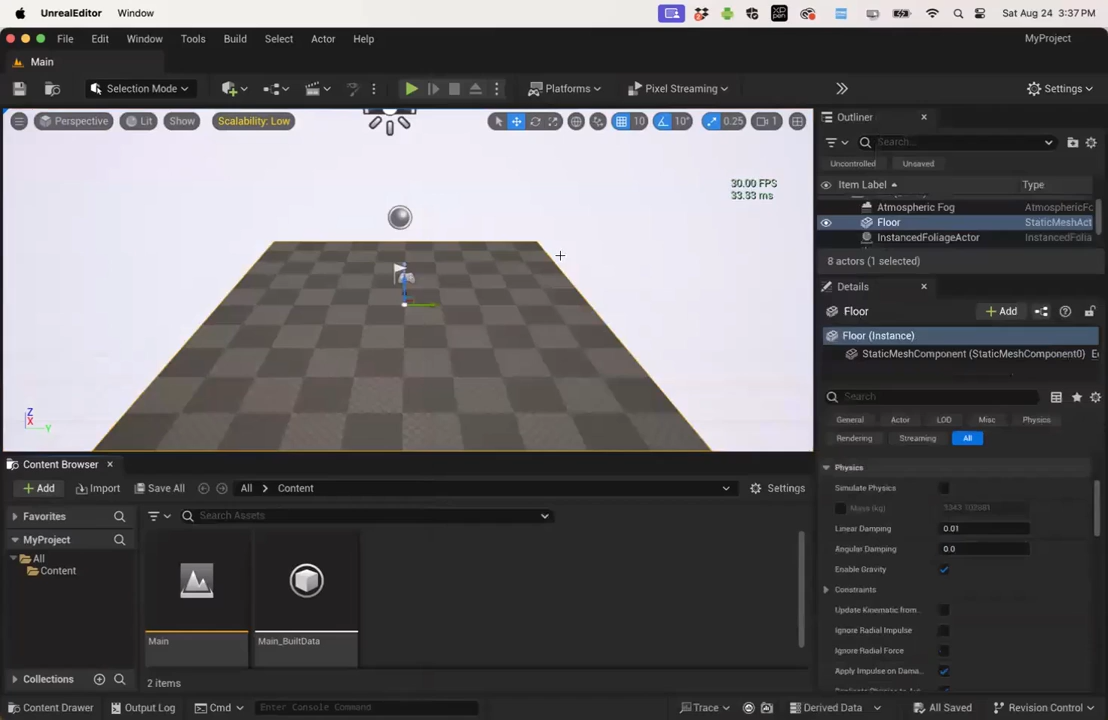 UnrealEditor Window Sat Aug 24 3:37 PM
File Edit Window Tools Build Select Actor Help MyProject
Main
Selection Mode Platforms Pixel Streaming Settings
Perspective Lit Show Scalability: Low 10 10° 0.25 1
30.00 FPS
33.33 ms
Z
X
Y
Outliner
Search...
Uncontrolled Unsaved
Item Label Type
Atmospheric Fog AtmosphericFo
Floor StaticMeshAct
InstancedFoliageActor InstancedFolia
8 actors (1 selected)
Details
Floor Add
Floor (Instance)
StaticMeshComponent (StaticMeshComponent0) E
Search
General Actor LOD Misc Physics
Rendering Streaming All
Physics
Simulate Physics
Mass (kg)
Linear Damping 0.01
Angular Damping 0.0
Enable Gravity
Constraints
Update Kinematic from...
Ignore Radial Impulse
Ignore Radial Force
Apply Impulse on Dama...
Content Browser
Add Import Save All All Content Settings
Favorites
MyProject
All
Content
Collections
Search Assets
Main
Main_BuiltData
2 items
Content Drawer Output Log Cmd Enter Console Command Trace Derived Data All Saved Revision Control